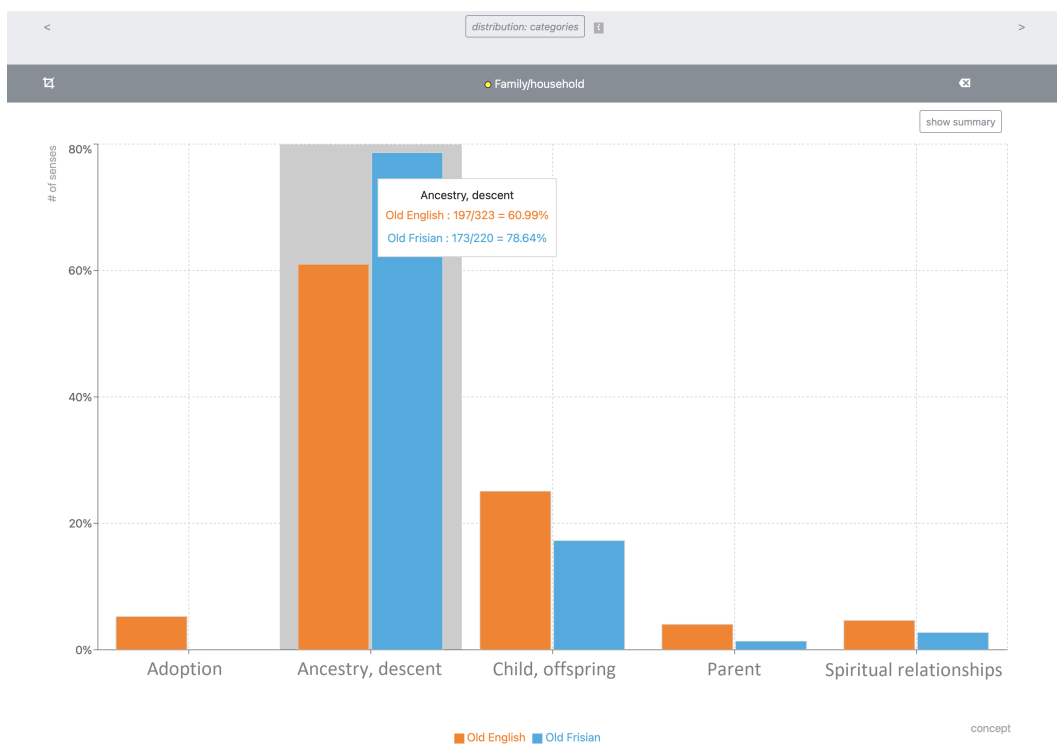 < distribution: categories i >
Family/household
show summary
# of senses
80%
Ancestry, descent
Old English : 197/323 = 60.99%
Old Frisian : 173/220 = 78.64%
60%
40%
20%
0%
Adoption Ancestry, descent Child, offspring Parent Spiritual relationships
concept
Old English Old Frisian